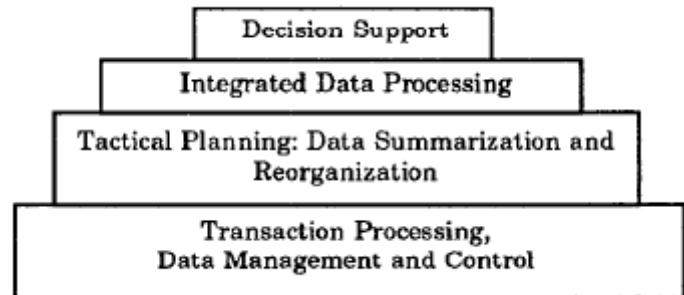 Decision Support
Integrated Data Processing
Tactical Planning: Data Summarization and
Reorganization
Transaction Processing,
Data Management and Control